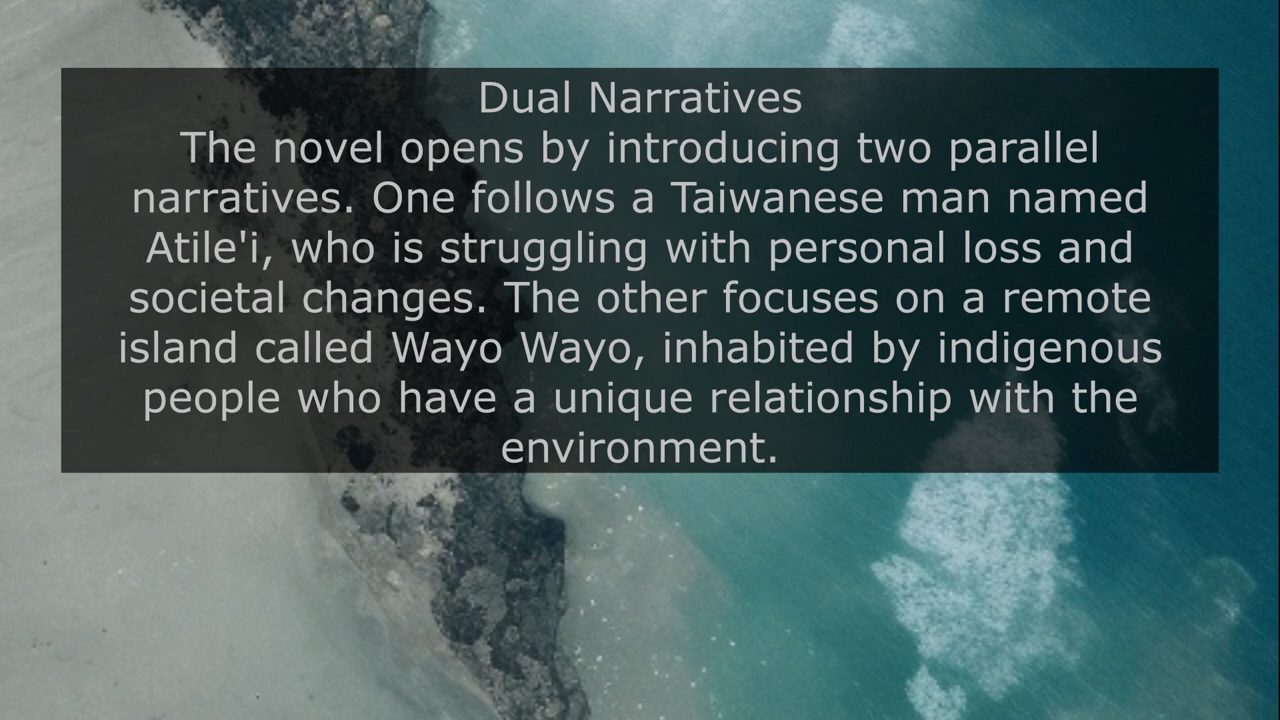 Dual Narratives
The novel opens by introducing two parallel
narratives. One follows a Taiwanese man named
Atile'i, who is struggling with personal loss and
societal changes. The other focuses on a remote
island called Wayo Wayo, inhabited by indigenous
people who have a unique relationship with the
environment.